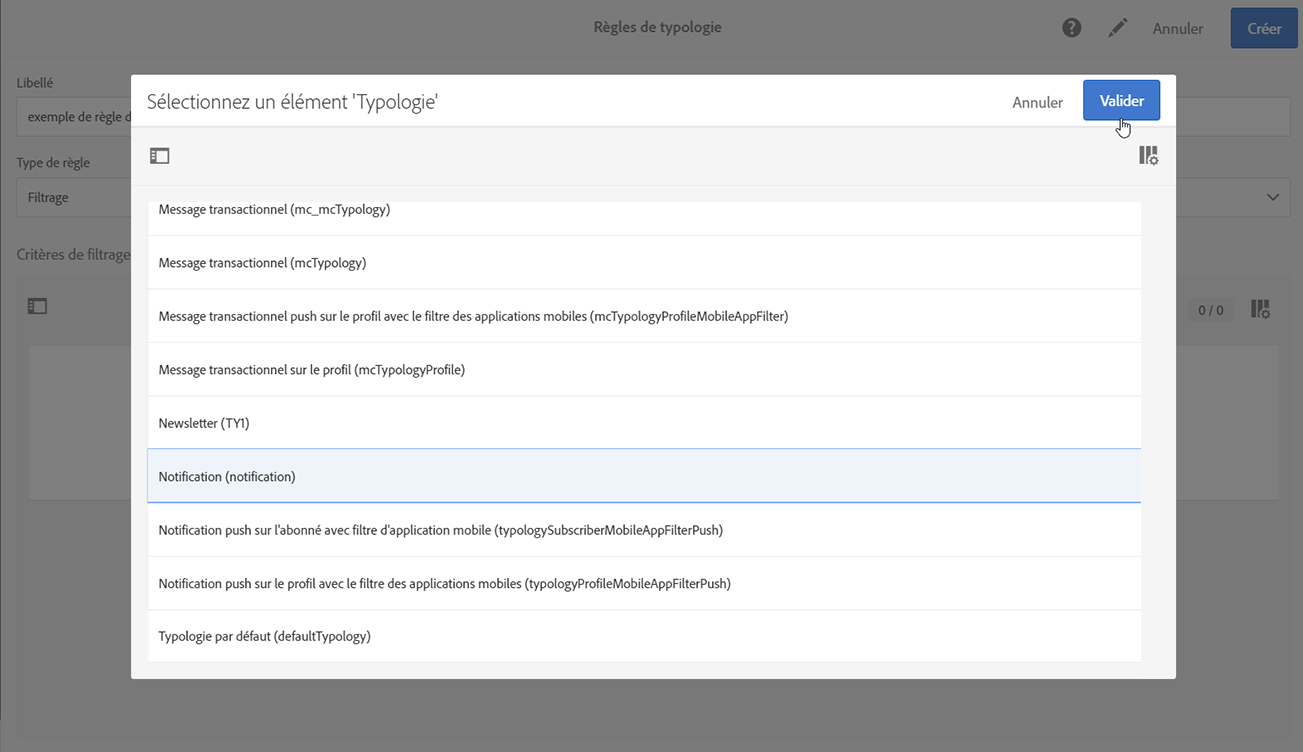 Règles de typologie
Annuler
Créer
Libellé
exemple de règle d
Type de règle
Filtrage
Critères de filtrage
0 / 0
Sélectionnez un élément 'Typologie'
Annuler
Valider
Message transactionnel (mc_mcTypology)
Message transactionnel (mcTypology)
Message transactionnel push sur le profil avec le filtre des applications mobiles (mcTypologyProfileMobileAppFilter)
Message transactionnel sur le profil (mcTypologyProfile)
Newsletter (TY1)
Notification (notification)
Notification push sur l'abonné avec filtre d'application mobile (typologySubscriberMobileAppFilterPush)
Notification push sur le profil avec le filtre des applications mobiles (typologyProfileMobileAppFilterPush)
Typologie par défaut (defaultTypology)